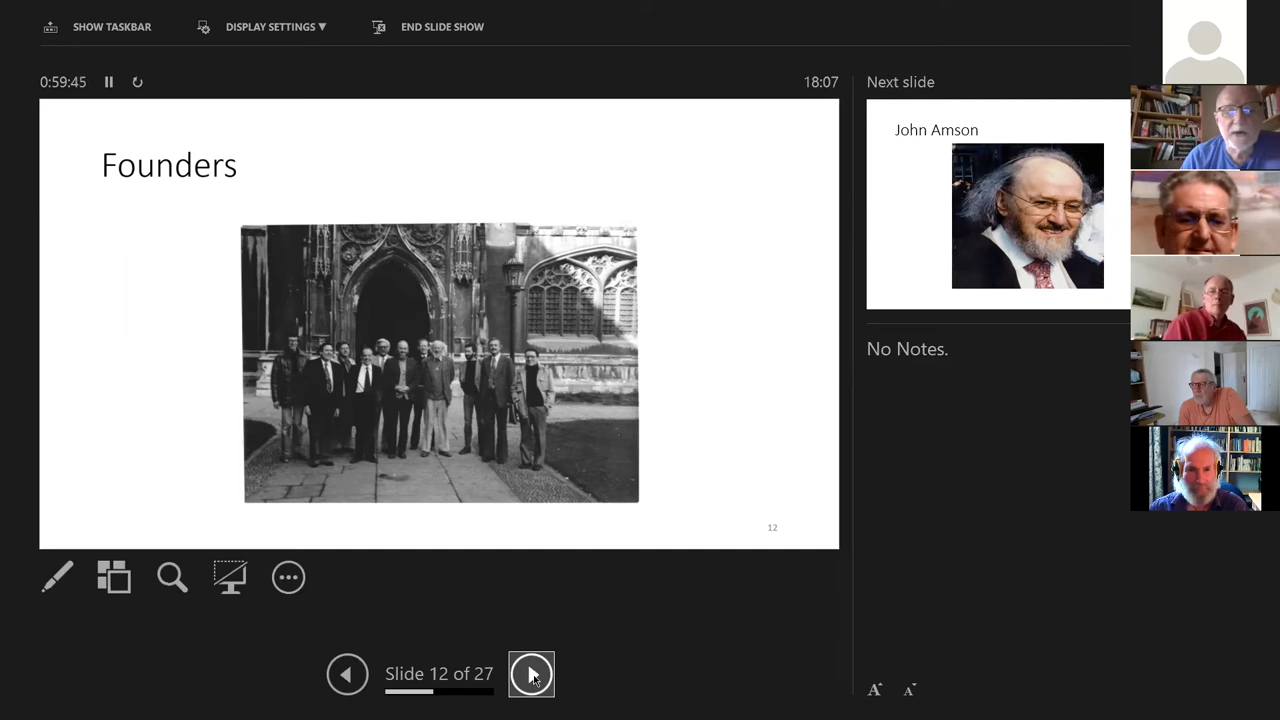 SHOW TASKBAR
DISPLAY SETTINGS ▼
END SLIDE SHOW
0:59:45
18:07
Next slide
Founders
12
John Amson
No Notes.
Slide 12 of 27
A A